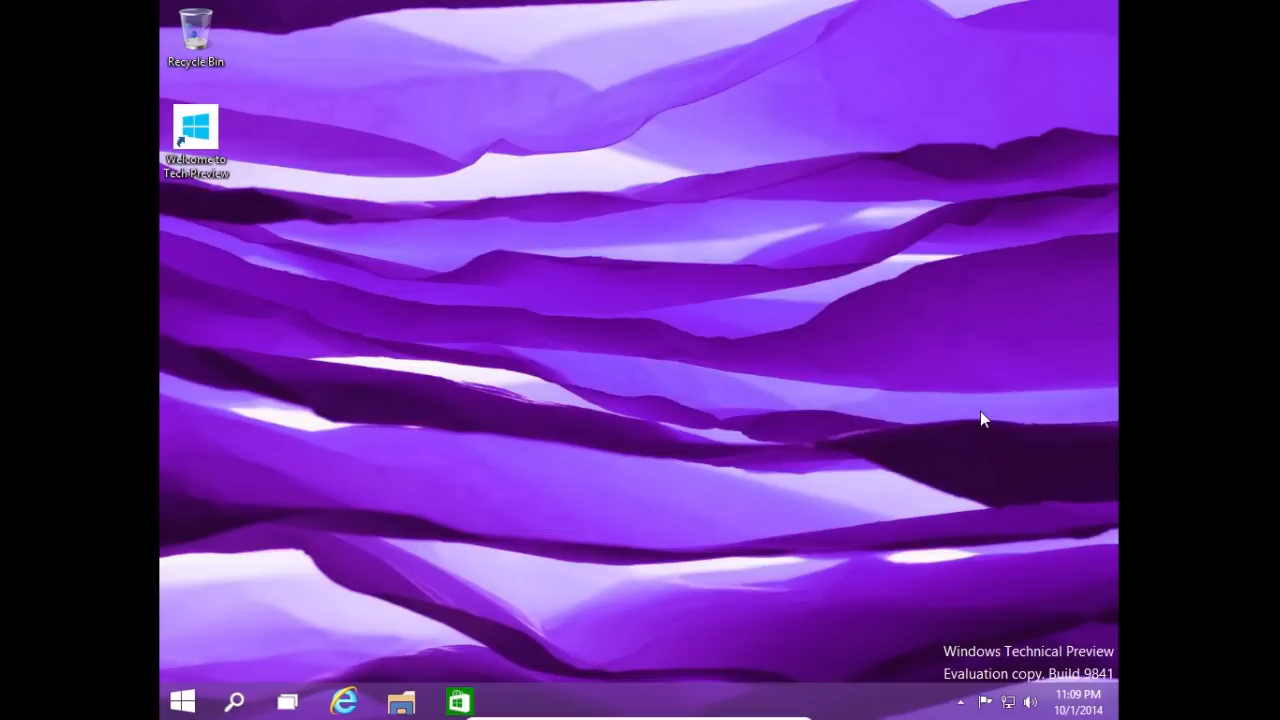 Recycle Bin
Welcome to
Tech Preview
Windows Technical Preview
Evaluation copy, Build 9841
11:09 PM
10/1/2014